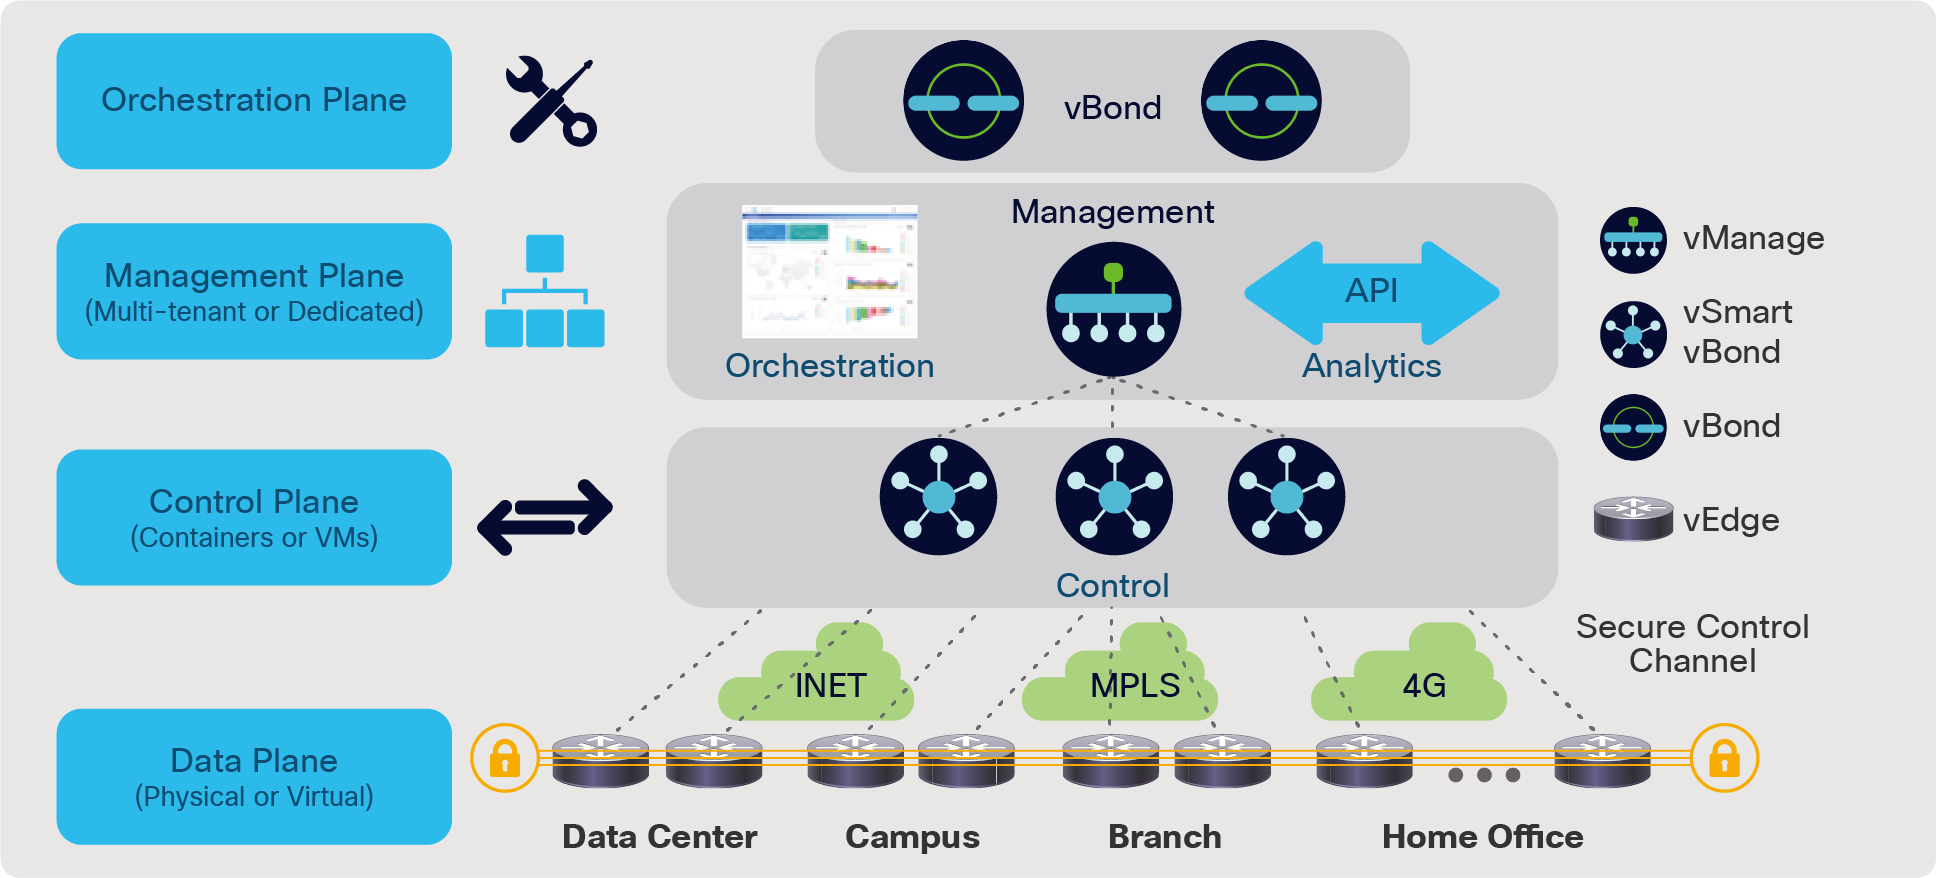 Orchestration Plane
vBond
Management Plane
(Multi-tenant or Dedicated)
Management
Orchestration
API
Analytics
vManage
vSmart
vBond
vBond
vEdge
Control Plane
(Containers or VMs)
Control
Secure Control
Channel
INET
MPLS
4G
Data Plane
(Physical or Virtual)
Data Center
Campus
Branch
Home Office